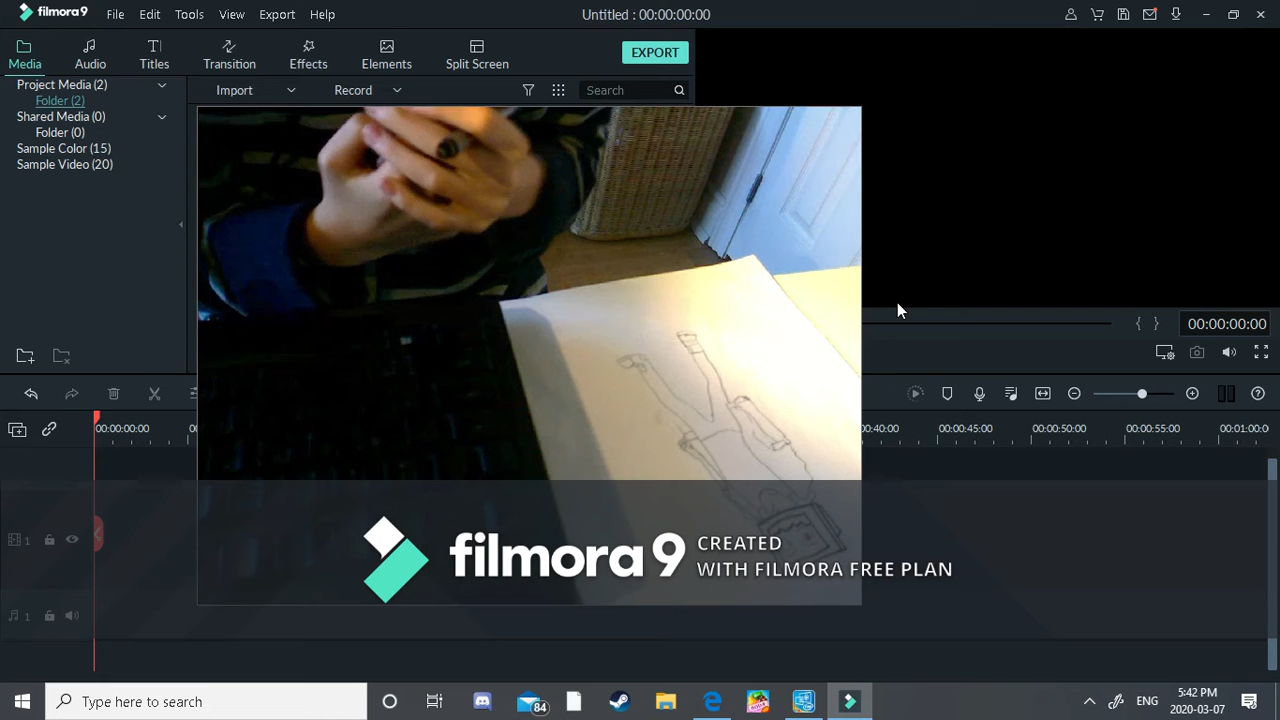 filmora9 File Edit Tools View Export Help Untitled : 00:00:00:00
Media Audio Titles Transition Effects Elements Split Screen EXPORT
Project Media (2) Import Record Search
Folder (2)
Shared Media (0)
Folder (0)
Sample Color (15)
Sample Video (20)
{ } 00:00:00:00
00:00:00:00 00:00:40:00 00:00:45:00 00:00:50:00 00:00:55:00 00:01:00:0
1
filmora9 CREATED
WITH FILMORA FREE PLAN
1
Type here to search 84 ENG 5:42 PM
2020-03-07